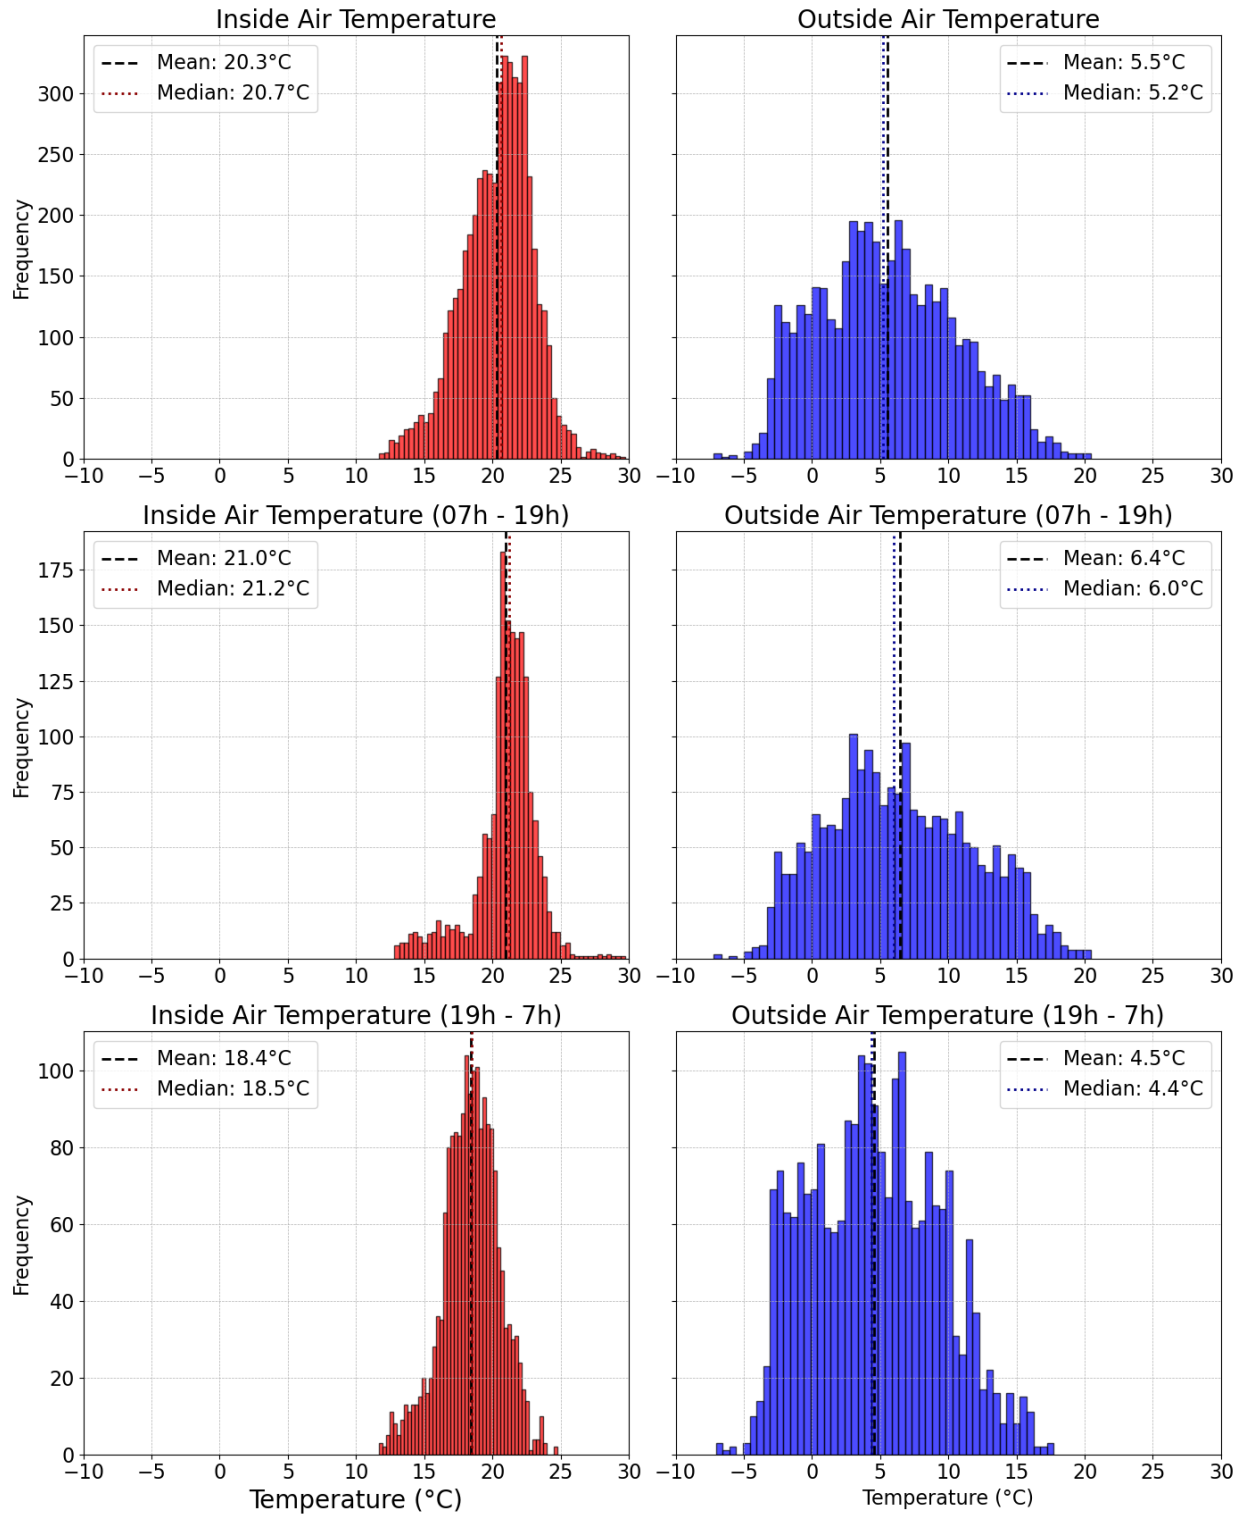 Inside Air Temperature
Mean: 20.3°C
Median: 20.7°C
Frequency
300
250
200
150
100
50
0
−10 −5 0 5 10 15 20 25 30
Outside Air Temperature
Mean: 5.5°C
Median: 5.2°C
−10 −5 0 5 10 15 20 25 30
Inside Air Temperature (07h - 19h)
Mean: 21.0°C
Median: 21.2°C
Frequency
175
150
125
100
75
50
25
0
−10 −5 0 5 10 15 20 25 30
Outside Air Temperature (07h - 19h)
Mean: 6.4°C
Median: 6.0°C
−10 −5 0 5 10 15 20 25 30
Inside Air Temperature (19h - 7h)
Mean: 18.4°C
Median: 18.5°C
Frequency
100
80
60
40
20
0
−10 −5 0 5 10 15 20 25 30
Temperature (°C)
Outside Air Temperature (19h - 7h)
Mean: 4.5°C
Median: 4.4°C
−10 −5 0 5 10 15 20 25 30
Temperature (°C)